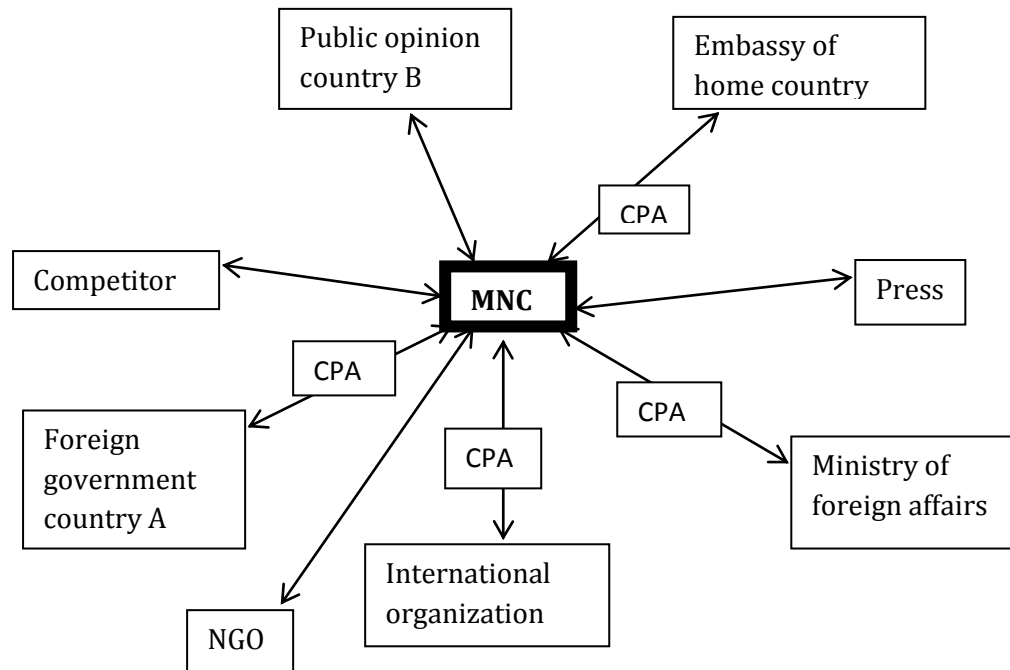 Public opinion
country B
Embassy of
home country
CPA
Competitor
MNC
Press
CPA
CPA
Foreign
government
country A
CPA
Ministry of
foreign affairs
International
organization
NGO